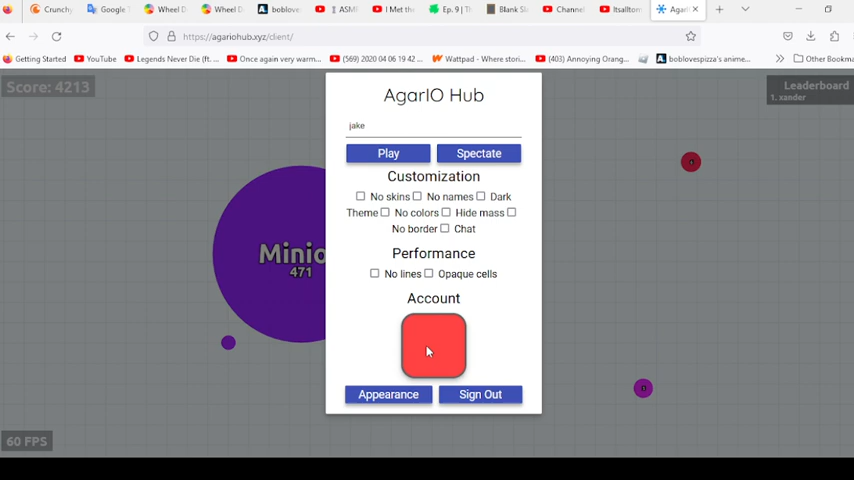 Crunchy
Google
Wheel D
Wheel D
boblove
ASMR
I Met the
Ep. 9 | Th
Blank Sl
Channel
Itsallton
Agar
https://agariohub.xyz/client/
Getting Started
YouTube
Legends Never Die (ft. ...
Once again very warm...
(569) 2020 04 06 19 42 ...
Wattpad - Where stori...
(403) Annoying Orang...
boblovespizza's anime...
Other Bookma
Score: 4213
Leaderboard
1. xander
AgarIO Hub
jake
Play Spectate
Customization
No skins No names Dark
Theme No colors Hide mass
No border Chat
Performance
No lines Opaque cells
Account
Appearance Sign Out
Minio
471
60 FPS